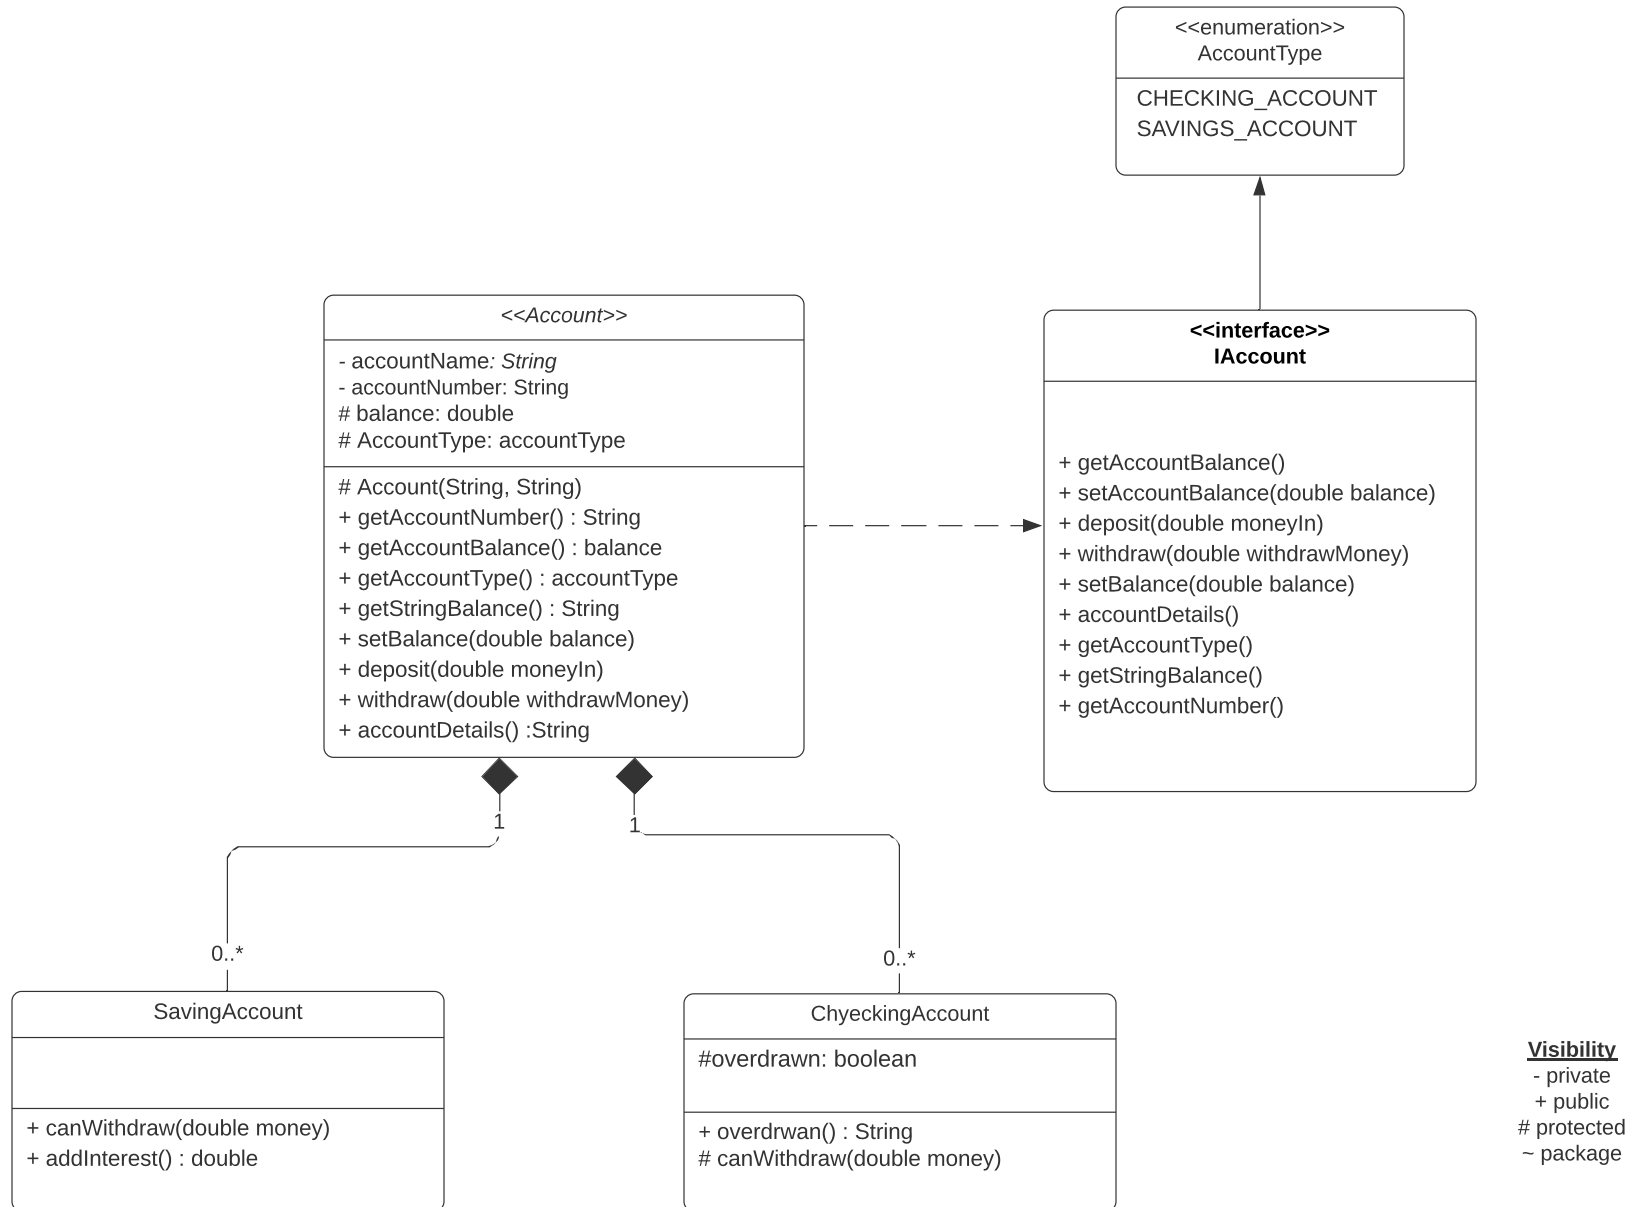 <<enumeration>>
AccountType
CHECKING_ACCOUNT
SAVINGS_ACCOUNT
<<Account>>
- accountName: String
- accountNumber: String
# balance: double
# AccountType: accountType
# Account(String, String)
+ getAccountNumber() : String
+ getAccountBalance() : balance
+ getAccountType() : accountType
+ getStringBalance() : String
+ setBalance(double balance)
+ deposit(double moneyIn)
+ withdraw(double withdrawMoney)
+ accountDetails() :String
<<interface>>
IAccount
+ getAccountBalance()
+ setAccountBalance(double balance)
+ deposit(double moneyIn)
+ withdraw(double withdrawMoney)
+ setBalance(double balance)
+ accountDetails()
+ getAccountType()
+ getStringBalance()
+ getAccountNumber()
1
1
0..*
0..*
SavingAccount
+ canWithdraw(double money)
+ addInterest() : double
ChyeckingAccount
#overdrawn: boolean
+ overdrwan() : String
# canWithdraw(double money)
Visibility
- private
+ public
# protected
~ package